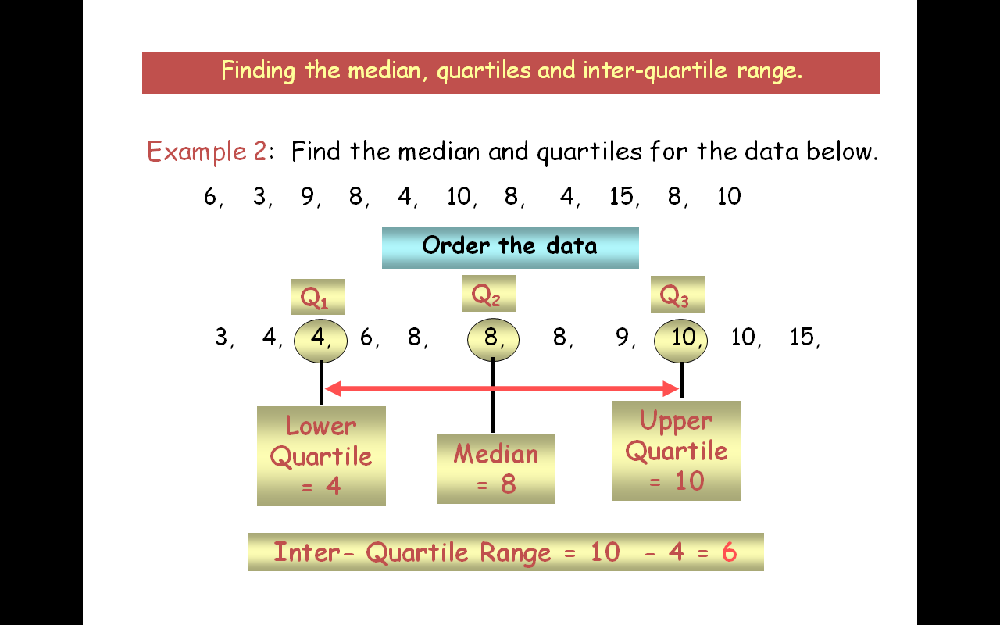 Finding the median, quartiles and inter-quartile range.
Example 2: Find the median and quartiles for the data below.
6, 3, 9, 8, 4, 10, 8, 4, 15, 8, 10
Order the data
Q₁ Q₂ Q₃
3, 4, 4, 6, 8, 8, 8, 9, 10, 10, 15,
Lower
Quartile
= 4
Median
= 8
Upper
Quartile
= 10
Inter- Quartile Range = 10 - 4 = 6